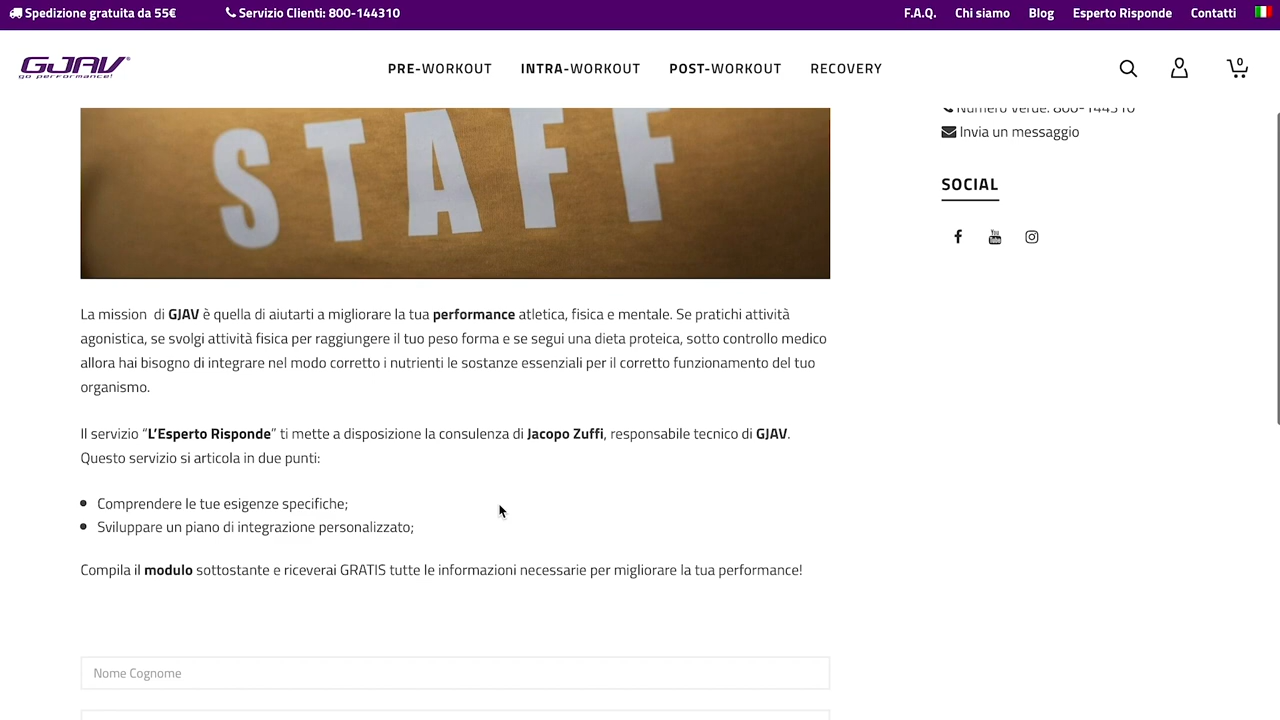 Spedizione gratuita da 55€
Servizio Clienti: 800-144310
F.A.Q. Chi siamo Blog Esperto Risponde Contatti
GJAV
go performance!
PRE-WORKOUT INTRA-WORKOUT POST-WORKOUT RECOVERY
0
Numero Verde: 800-144310
Invia un messaggio
STAFF
SOCIAL
You
Tube
La mission di GJAV è quella di aiutarti a migliorare la tua performance atletica, fisica e mentale. Se pratichi attività
agonistica, se svolgi attività fisica per raggiungere il tuo peso forma e se segui una dieta proteica, sotto controllo medico
allora hai bisogno di integrare nel modo corretto i nutrienti le sostanze essenziali per il corretto funzionamento del tuo
organismo.
Il servizio “L’Esperto Risponde” ti mette a disposizione la consulenza di Jacopo Zuffi, responsabile tecnico di GJAV.
Questo servizio si articola in due punti:
Comprendere le tue esigenze specifiche;
Sviluppare un piano di integrazione personalizzato;
Compila il modulo sottostante e riceverai GRATIS tutte le informazioni necessarie per migliorare la tua performance!
Nome Cognome